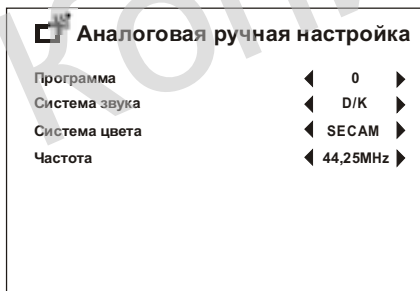 Аналоговая ручная настройка
Программа 0
Система звука D/K
Система цвета SECAM
Частота 44,25MHz